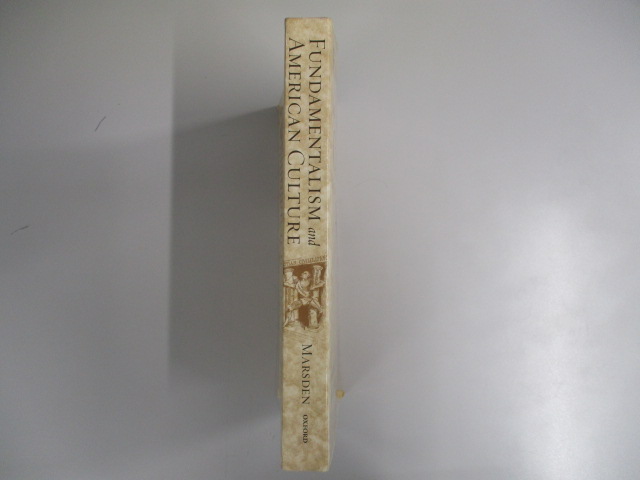 FUNDAMENTALISM and
AMERICAN CULTURE
MARSDEN
OXFORD